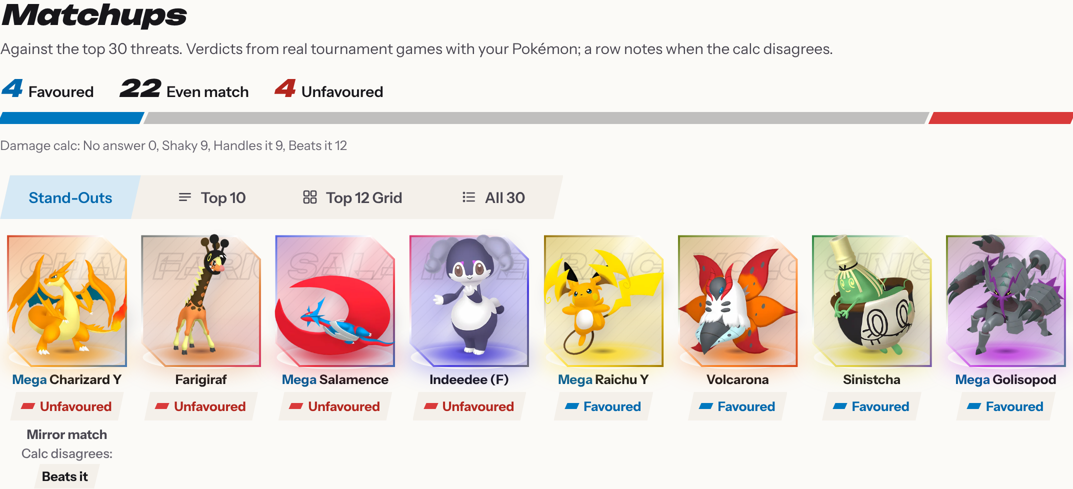 Matchups
Against the top 30 threats. Verdicts from real tournament games with your Pokémon; a row notes when the calc disagrees.
4 Favoured 22 Even match 4 Unfavoured
Damage calc: No answer 0, Shaky 9, Handles it 9, Beats it 12
Stand-Outs Top 10 Top 12 Grid All 30
Mega Charizard Y Farigiraf Mega Salamence Indeedee (F) Mega Raichu Y Volcarona Sinistcha Mega Golisopod
Unfavoured Unfavoured Unfavoured Unfavoured Favoured Favoured Favoured Favoured
Mirror match
Calc disagrees:
Beats it